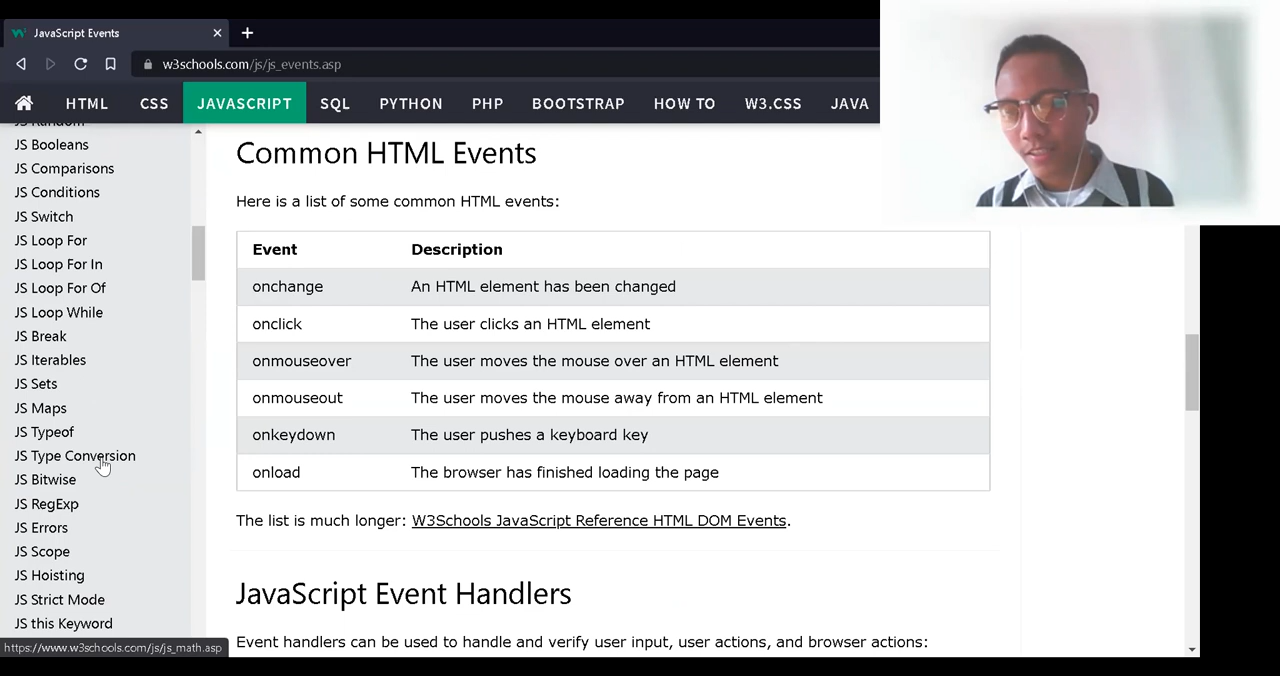 JavaScript Events
w3schools.com/js/js_events.asp
HTML CSS JAVASCRIPT SQL PYTHON PHP BOOTSTRAP HOW TO W3.CSS JAVA
JS Random
JS Booleans
JS Comparisons
JS Conditions
JS Switch
JS Loop For
JS Loop For In
JS Loop For Of
JS Loop While
JS Break
JS Iterables
JS Sets
JS Maps
JS Typeof
JS Type Conversion
JS Bitwise
JS RegExp
JS Errors
JS Scope
JS Hoisting
JS Strict Mode
JS this Keyword
https://www.w3schools.com/js/js_math.asp
Common HTML Events
Here is a list of some common HTML events:
Event Description
onchange An HTML element has been changed
onclick The user clicks an HTML element
onmouseover The user moves the mouse over an HTML element
onmouseout The user moves the mouse away from an HTML element
onkeydown The user pushes a keyboard key
onload The browser has finished loading the page
The list is much longer: W3Schools JavaScript Reference HTML DOM Events.
JavaScript Event Handlers
Event handlers can be used to handle and verify user input, user actions, and browser actions: